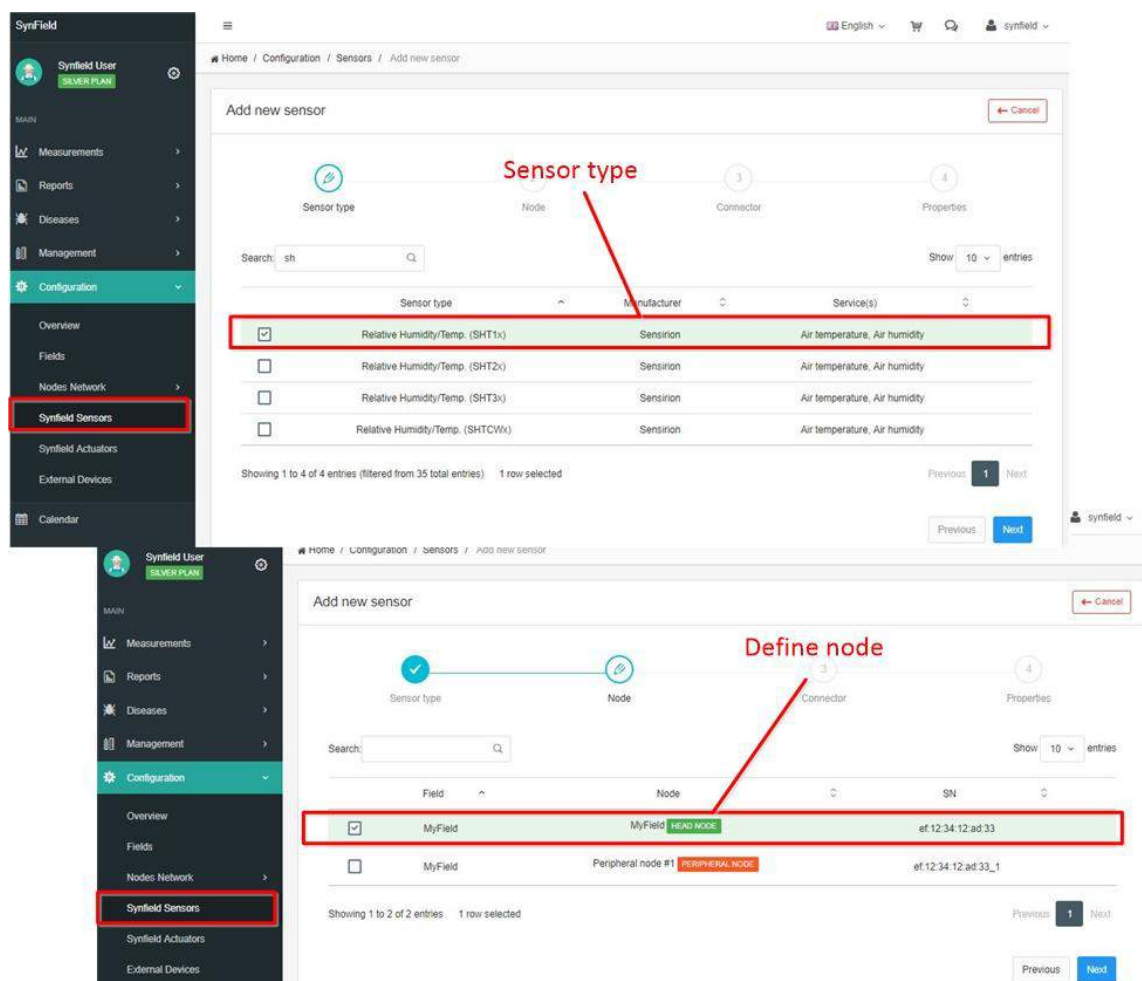 SynField
English
synfield
Synfield User
SILVER PLAN
Home / Configuration / Sensors / Add new sensor
MAIN
Measurements
Reports
Diseases
Management
Configuration
Overview
Fields
Nodes Network
Synfield Sensors
Synfield Actuators
External Devices
Calendar
Add new sensor
Cancel
Sensor type
3
4
Sensor type
Node
Connector
Properties
Search: sh
Show 10 entries
Sensor type Manufacturer Service(s)
Relative Humidity/Temp. (SHT1x) Sensirion Air temperature, Air humidity
Relative Humidity/Temp. (SHT2x) Sensirion Air temperature, Air humidity
Relative Humidity/Temp. (SHT3x) Sensirion Air temperature, Air humidity
Relative Humidity/Temp. (SHTCWx) Sensirion Air temperature, Air humidity
Showing 1 to 4 of 4 entries (filtered from 35 total entries) 1 row selected
Previous 1 Next
Previous Next
synfield
Synfield User
SILVER PLAN
Home / Configuration / Sensors / Add new sensor
MAIN
Measurements
Reports
Diseases
Management
Configuration
Overview
Fields
Nodes Network
Synfield Sensors
Synfield Actuators
External Devices
Add new sensor
Cancel
Define node
3
4
Sensor type
Node
Connector
Properties
Search:
Show 10 entries
Field Node SN
MyField MyField HEAD NODE ef:12:34:12:ad:33
MyField Peripheral node #1 PERIPHERAL NODE ef:12:34:12:ad:33_1
Showing 1 to 2 of 2 entries 1 row selected
Previous 1 Next
Previous Next